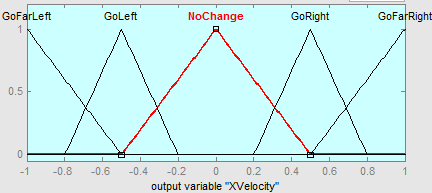 GoFarLeft GoLeft NoChange GoRight GoFarRight
1
0.5
0
-1 -0.8 -0.6 -0.4 -0.2 0 0.2 0.4 0.6 0.8 1
output variable "XVelocity"